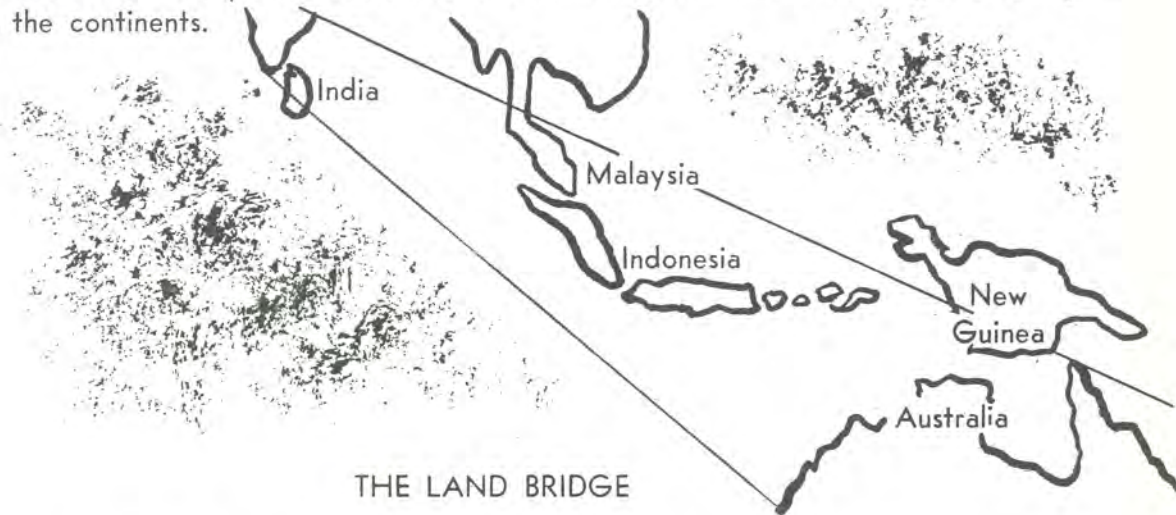 the continents.
India
Malaysia
Indonesia
New
Guinea
Australia
THE LAND BRIDGE